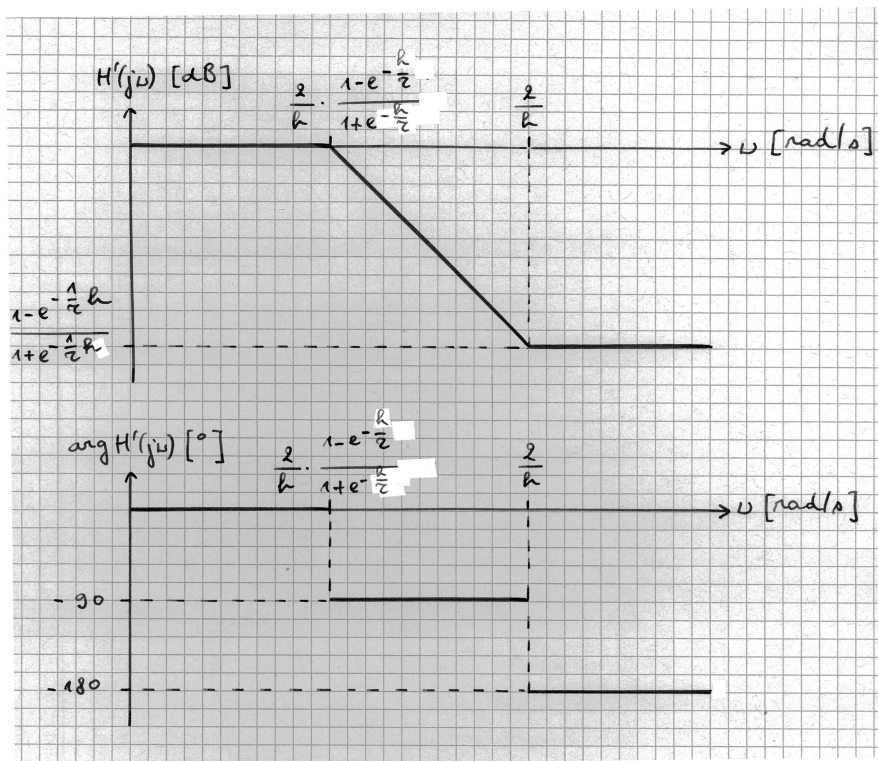 H'(jω) [dB]
2/h · (1-e^-h/τ)/(1+e^-h/τ)
2/h
ω [rad/s]
(1-e^-1/τ h)/(1+e^-1/τ h)
arg H'(jω) [°]
2/h · (1-e^-h/τ)/(1+e^-h/τ)
2/h
ω [rad/s]
-90
-180